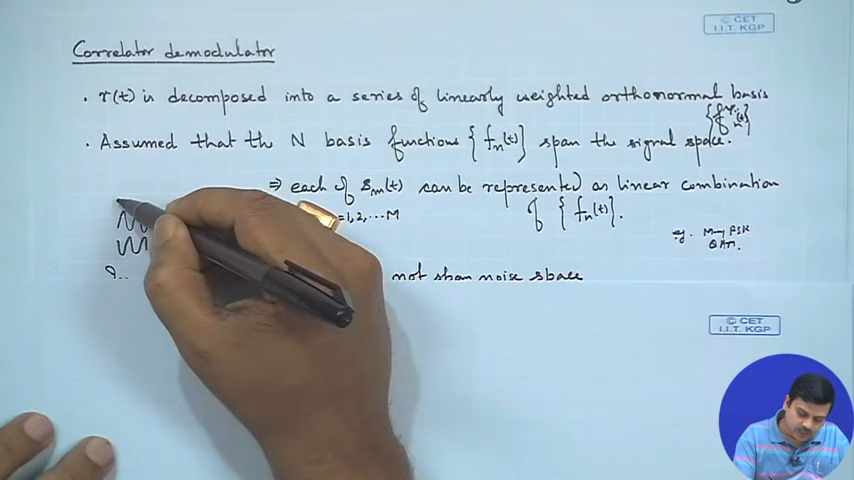 © CET
I.I.T. KGP
Correlator demodulator
. r(t) is decomposed into a series of linearly weighted orthonormal basis
{fn(t)}
. Assumed that the N basis functions {fn(t)} span the signal space.
⇒ each of sm(t) can be represented as linear combination
=1,2,...M
of {fn(t)}.
eg. M-ary FSK
QAM.
not span noise space
© CET
I.I.T. KGP